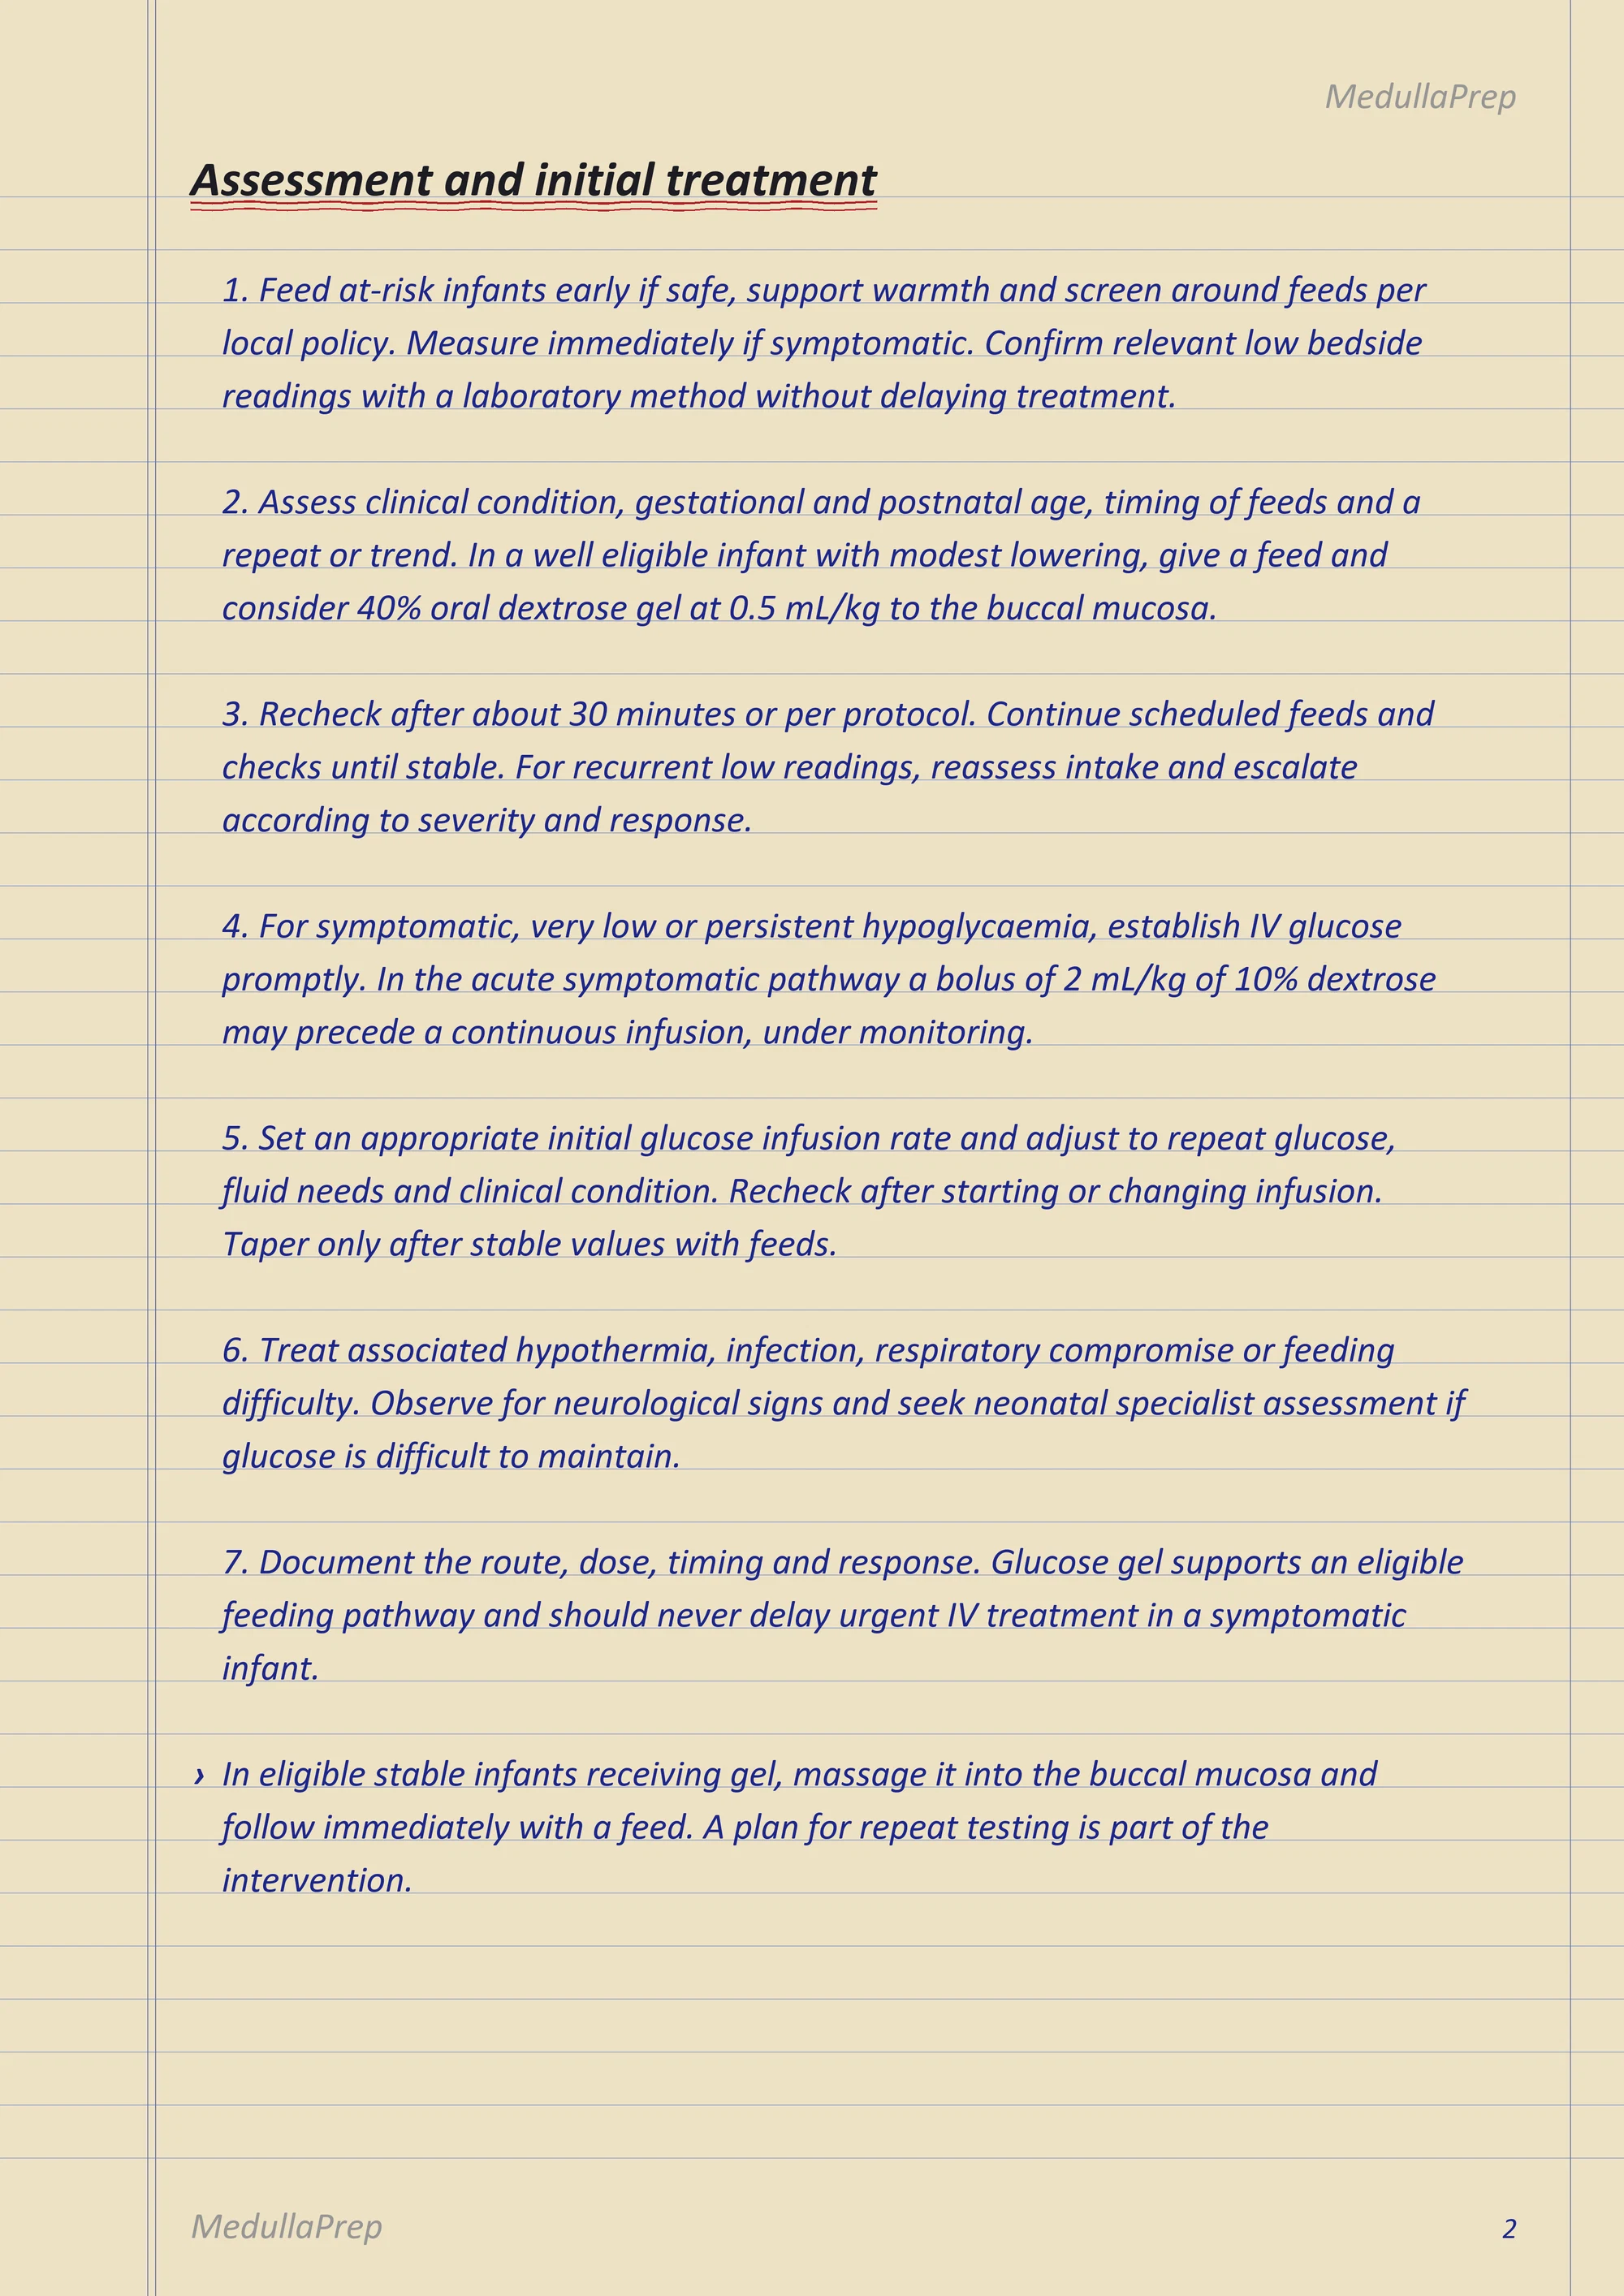 MedullaPrep
Assessment and initial treatment
1. Feed at-risk infants early if safe, support warmth and screen around feeds per
local policy. Measure immediately if symptomatic. Confirm relevant low bedside
readings with a laboratory method without delaying treatment.
2. Assess clinical condition, gestational and postnatal age, timing of feeds and a
repeat or trend. In a well eligible infant with modest lowering, give a feed and
consider 40% oral dextrose gel at 0.5 mL/kg to the buccal mucosa.
3. Recheck after about 30 minutes or per protocol. Continue scheduled feeds and
checks until stable. For recurrent low readings, reassess intake and escalate
according to severity and response.
4. For symptomatic, very low or persistent hypoglycaemia, establish IV glucose
promptly. In the acute symptomatic pathway a bolus of 2 mL/kg of 10% dextrose
may precede a continuous infusion, under monitoring.
5. Set an appropriate initial glucose infusion rate and adjust to repeat glucose,
fluid needs and clinical condition. Recheck after starting or changing infusion.
Taper only after stable values with feeds.
6. Treat associated hypothermia, infection, respiratory compromise or feeding
difficulty. Observe for neurological signs and seek neonatal specialist assessment if
glucose is difficult to maintain.
7. Document the route, dose, timing and response. Glucose gel supports an eligible
feeding pathway and should never delay urgent IV treatment in a symptomatic
infant.
› In eligible stable infants receiving gel, massage it into the buccal mucosa and
follow immediately with a feed. A plan for repeat testing is part of the
intervention.
MedullaPrep
2